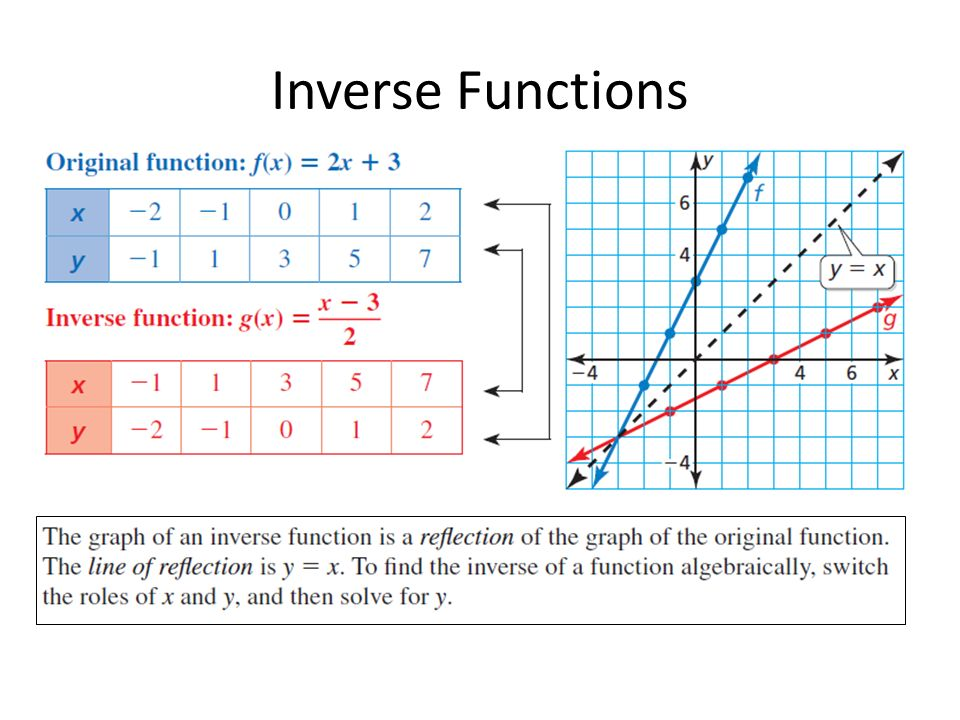 Inverse Functions
Original function: f(x) = 2x + 3
x −2 −1 0 1 2
y −1 1 3 5 7
Inverse function: g(x) = x − 3 / 2
x −1 1 3 5 7
y −2 −1 0 1 2
y
f
6
4
y = x
g
−4 4 6 x
−4
The graph of an inverse function is a reflection of the graph of the original function.
The line of reflection is y = x. To find the inverse of a function algebraically, switch
the roles of x and y, and then solve for y.